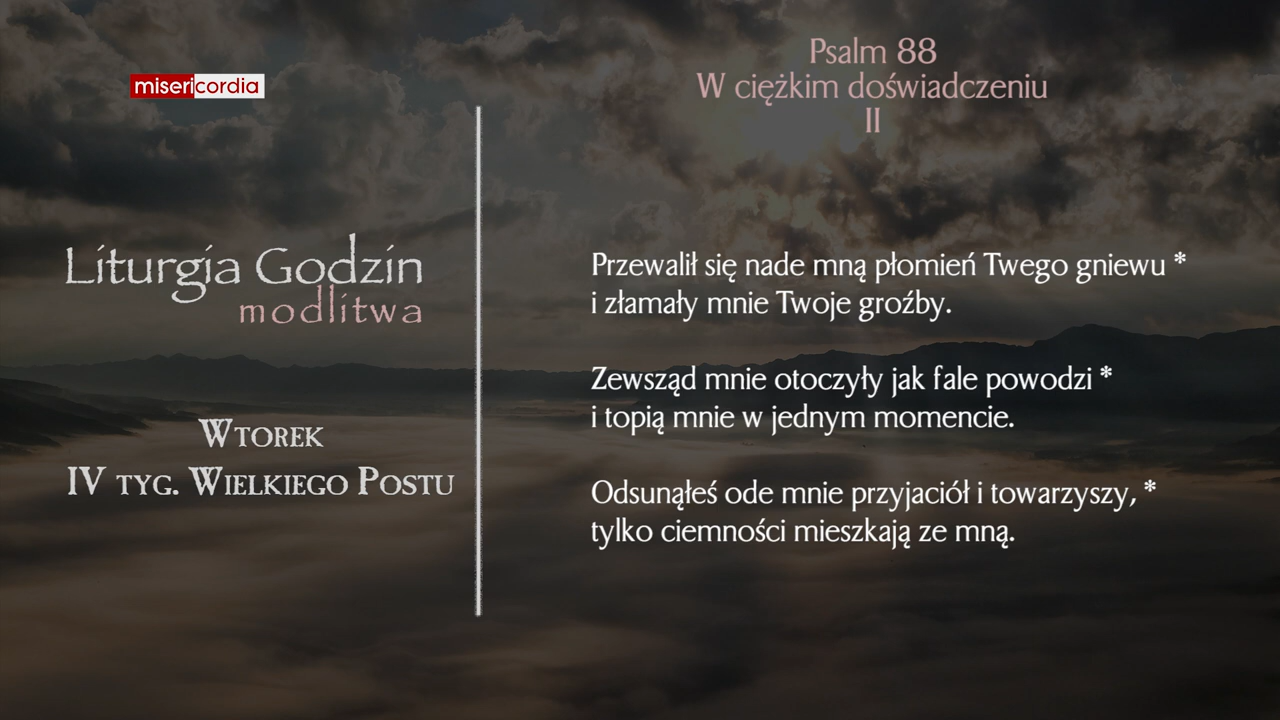 misericordia
Liturgia Godzin
modlitwa
Wtorek
IV tyg. Wielkiego Postu
Psalm 88
W ciężkim doświadczeniu
II
Przewalił się nade mną płomień Twego gniewu *
i złamały mnie Twoje groźby.
Zewsząd mnie otoczyły jak fale powodzi *
i topią mnie w jednym momencie.
Odsunąłeś ode mnie przyjaciół i towarzyszy, *
tylko ciemności mieszkają ze mną.